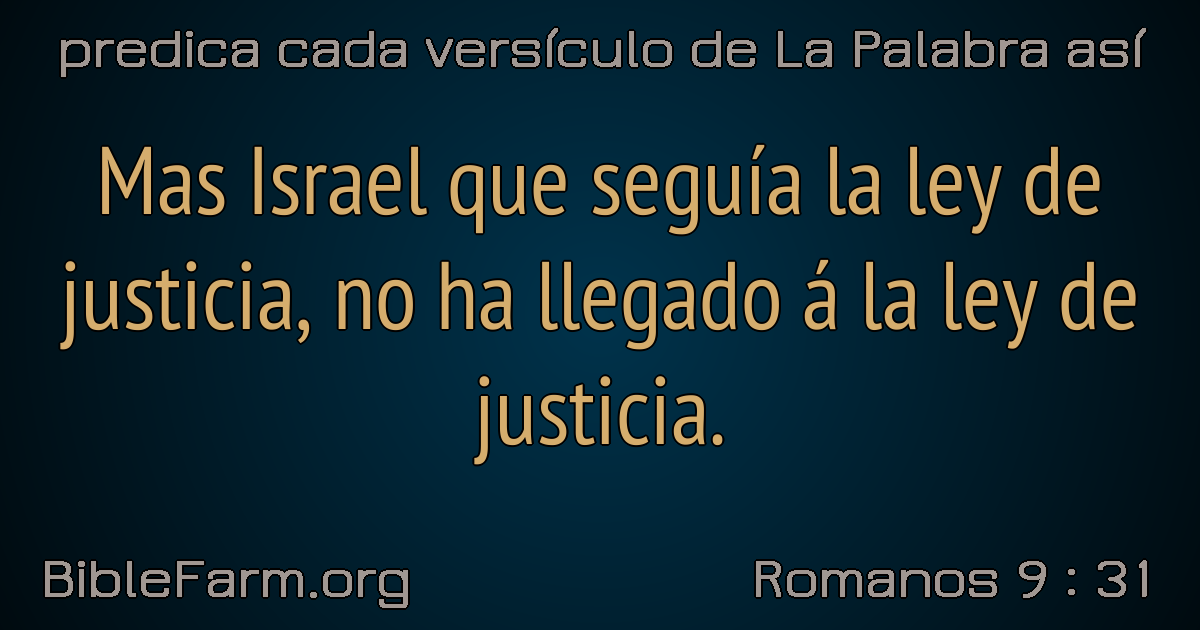 predica cada versículo de La Palabra así
Mas Israel que seguía la ley de
justicia, no ha llegado á la ley de
justicia.
BibleFarm.org
Romanos 9 : 31